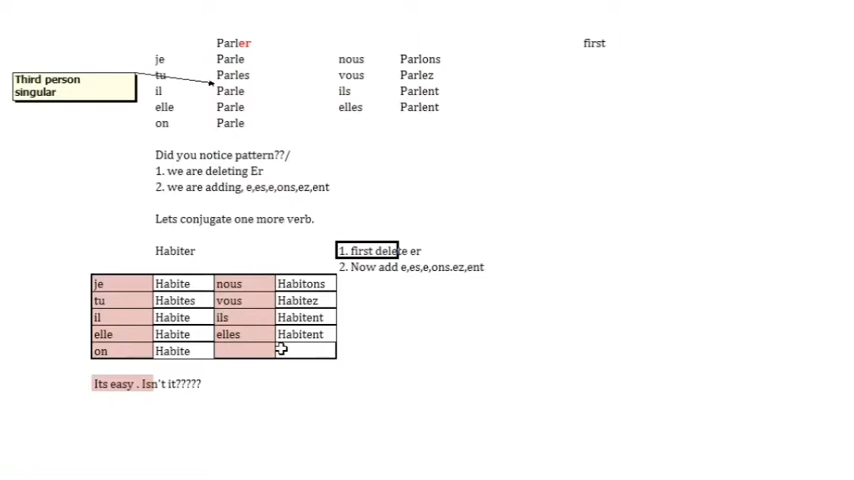 Parler first
je Parle nous Parlons
tu Parles vous Parlez
Third person
singular
il Parle ils Parlent
elle Parle elles Parlent
on Parle
Did you notice pattern??/
1. we are deleting Er
2. we are adding, e,es,e,ons,ez,ent
Lets conjugate one more verb.
Habiter 1. first delete er
2. Now add e,es,e,ons.ez,ent
je Habite nous Habitons
tu Habites vous Habitez
il Habite ils Habitent
elle Habite elles Habitent
on Habite
Its easy . Isn't it?????